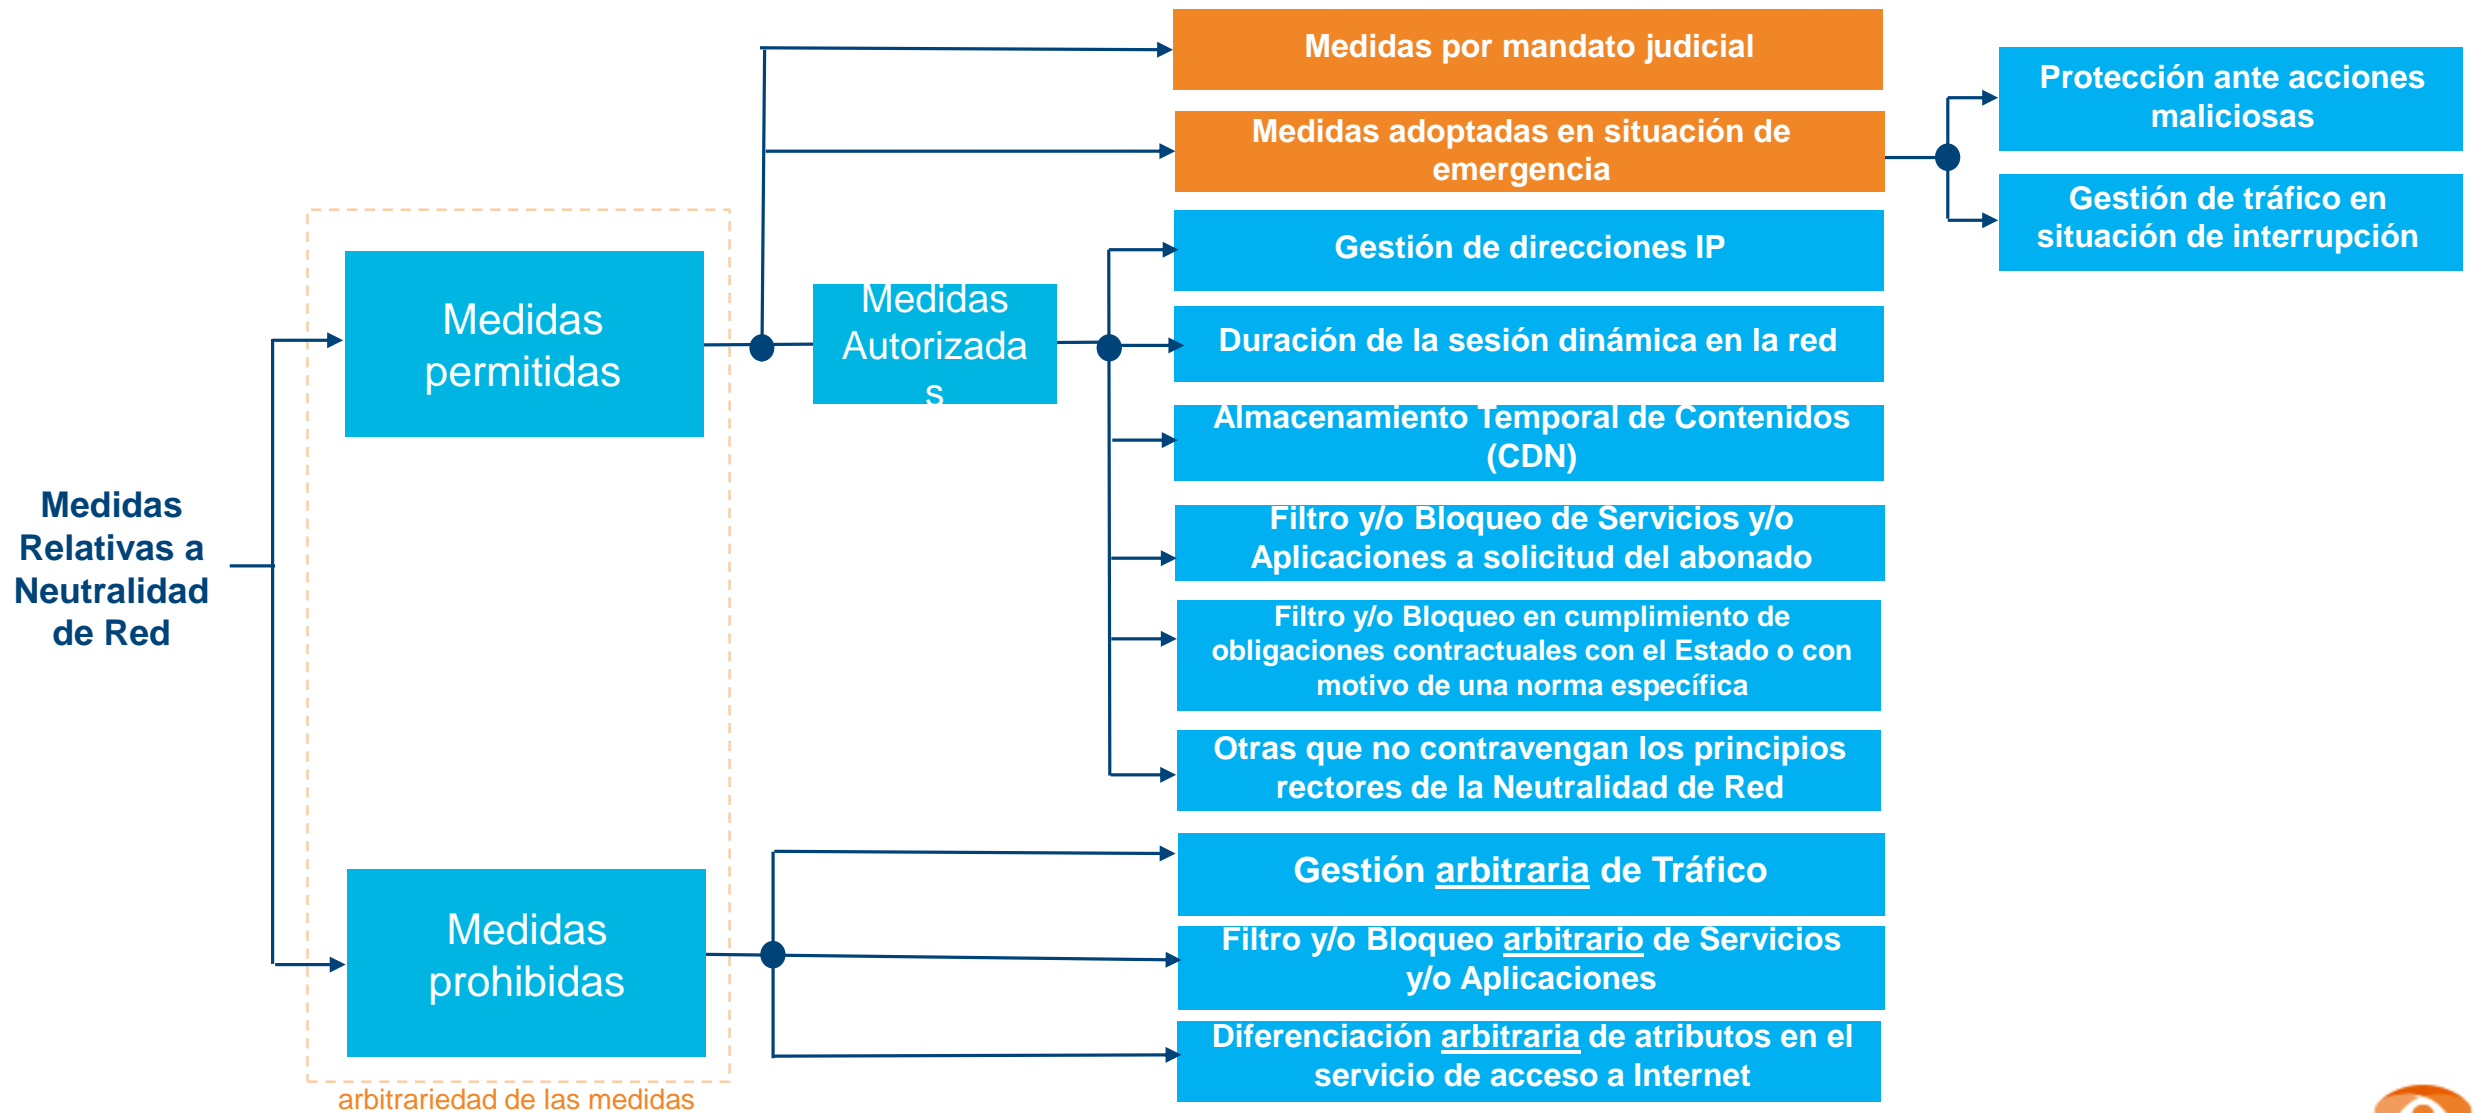 Medidas
Relativas a
Neutralidad
de Red
Medidas
permitidas
Medidas
prohibidas
arbitrariedad de las medidas
Medidas
Autorizada
s
Medidas por mandato judicial
Medidas adoptadas en situación de
emergencia
Protección ante acciones
maliciosas
Gestión de tráfico en
situación de interrupción
Gestión de direcciones IP
Duración de la sesión dinámica en la red
Almacenamiento Temporal de Contenidos
(CDN)
Filtro y/o Bloqueo de Servicios y/o
Aplicaciones a solicitud del abonado
Filtro y/o Bloqueo en cumplimiento de
obligaciones contractuales con el Estado o con
motivo de una norma específica
Otras que no contravengan los principios
rectores de la Neutralidad de Red
Gestión arbitraria de Tráfico
Filtro y/o Bloqueo arbitrario de Servicios
y/o Aplicaciones
Diferenciación arbitraria de atributos en el
servicio de acceso a Internet